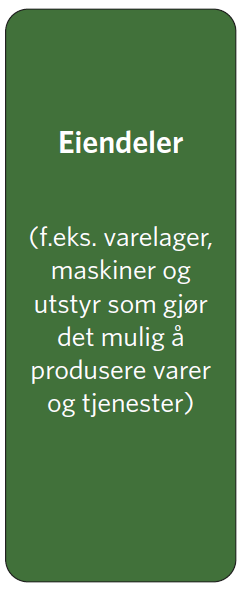 Eiendeler
(f.eks. varelager,
maskiner og
utstyr som gjør
det mulig å
produsere varer
og tjenester)